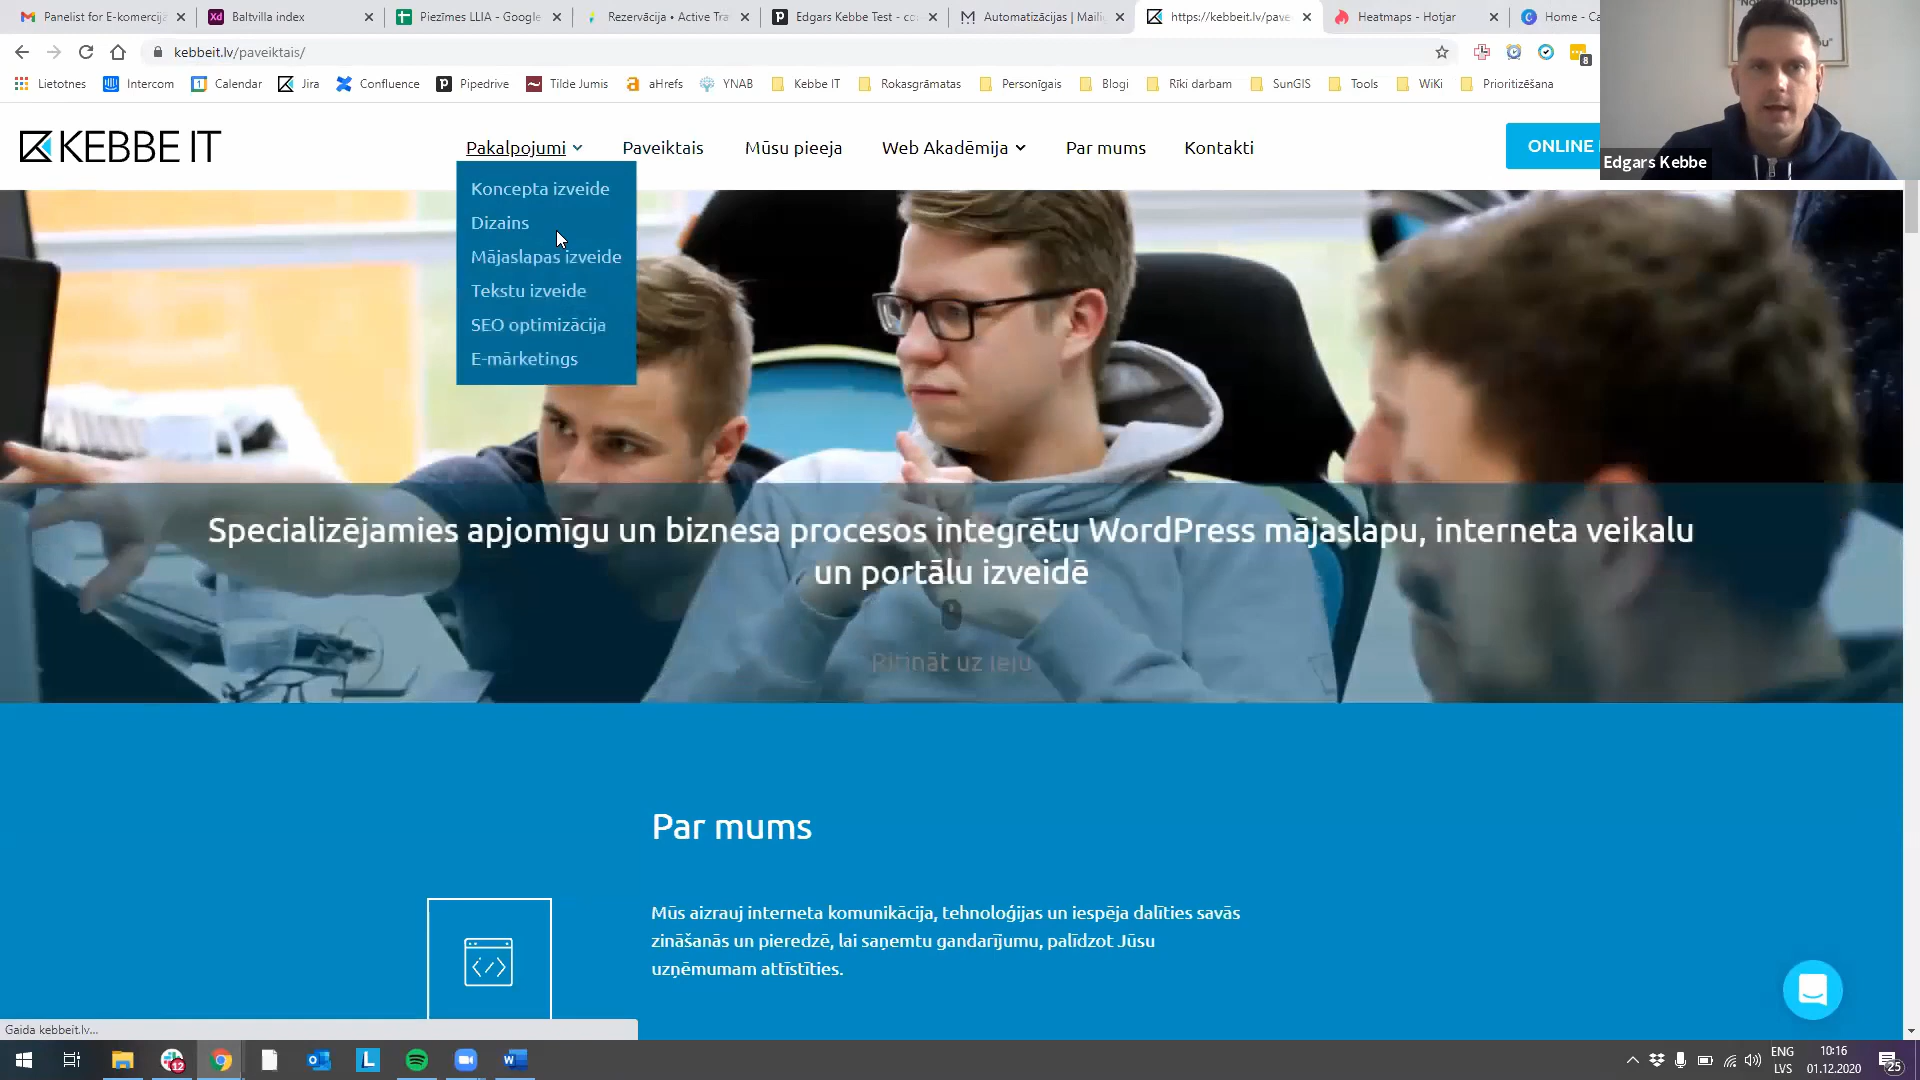 Panelist for E-komercija
Baltvilla index
Piezīmes LLIA - Google
Rezervācija • Active Tra
Edgars Kebbe Test - co
Automatizācijas | Maili
https://kebbeit.lv/pave
Heatmaps - Hotjar
Home - Ca
kebbeit.lv/paveiktais/
Lietotnes
Intercom
Calendar
Jira
Confluence
Pipedrive
Tilde Jumis
aHrefs
YNAB
Kebbe IT
Rokasgrāmatas
Personīgais
Blogi
Rīki darbam
SunGIS
Tools
WiKi
Prioritizēšana
Edgars Kebbe
KEBBE IT
Pakalpojumi
Paveiktais
Mūsu pieeja
Web Akadēmija
Par mums
Kontakti
ONLINE
Koncepta izveide
Dizains
Mājaslapas izveide
Tekstu izveide
SEO optimizācija
E-mārketings
Specializējamies apjomīgu un biznesa procesos integrētu WordPress mājaslapu, interneta veikalu
un portālu izveidē
Ritināt uz leju
Par mums
Mūs aizrauj interneta komunikācija, tehnoloģijas un iespēja dalīties savās
zināšanās un pieredzē, lai saņemtu gandarījumu, palīdzot Jūsu
uzņēmumam attīstīties.
Gaida kebbeit.lv...
12
ENG
LVS
10:16
01.12.2020
25